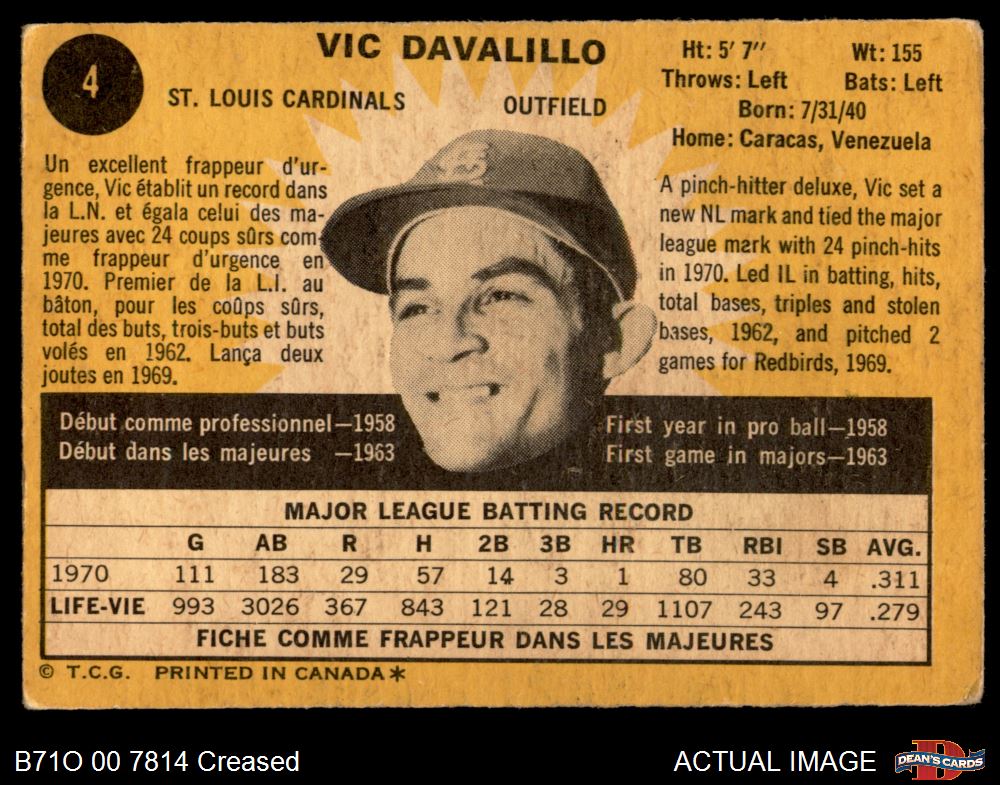 4
VIC DAVALILLO
ST. LOUIS CARDINALS OUTFIELD
Ht: 5' 7" Wt: 155
Throws: Left Bats: Left
Born: 7/31/40
Home: Caracas, Venezuela
Un excellent frappeur d'ur-
gence, Vic établit un record dans
la L.N. et égala celui des ma-
jeures avec 24 coups sûrs com-
me frappeur d'urgence en
1970. Premier de la L.I. au
bâton, pour les coûps sûrs,
total des buts, trois-buts et buts
volés en 1962. Lança deux
joutes en 1969.
A pinch-hitter deluxe, Vic set a
new NL mark and tied the major
league mark with 24 pinch-hits
in 1970. Led IL in batting, hits,
total bases, triples and stolen
bases, 1962, and pitched 2
games for Redbirds, 1969.
Début comme professionnel—1958
Début dans les majeures —1963
First year in pro ball—1958
First game in majors—1963
MAJOR LEAGUE BATTING RECORD
G AB R H 2B 3B HR TB RBI SB AVG.
1970 111 183 29 57 14 3 1 80 33 4 .311
LIFE-VIE 993 3026 367 843 121 28 29 1107 243 97 .279
FICHE COMME FRAPPEUR DANS LES MAJEURES
© T.C.G. PRINTED IN CANADA*
B71O 00 7814 Creased
ACTUAL IMAGE
D
DEAN'S CARDS